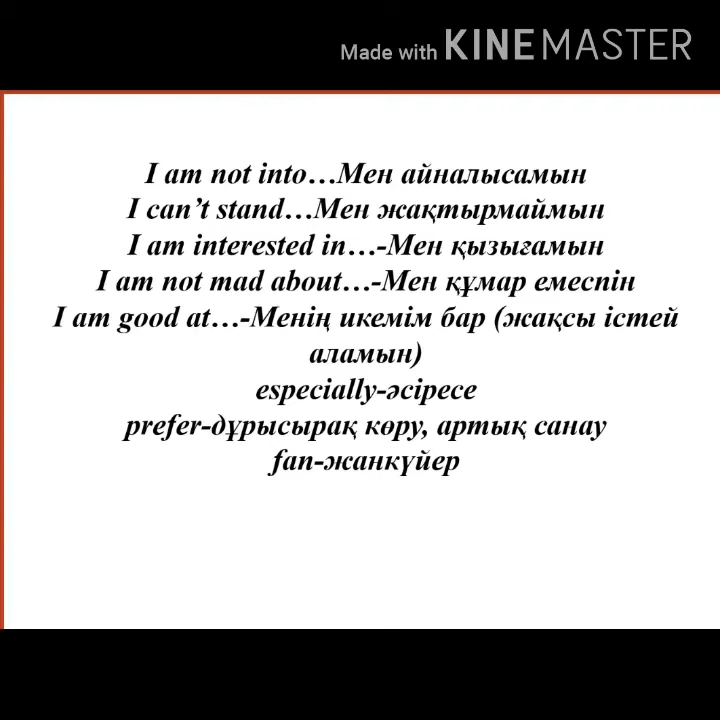 Made with KINEMASTER
I am not into…Мен айналысамын
I can’t stand…Мен жақтырмаймын
I am interested in…-Мен қызығамын
I am not mad about…-Мен құмар емеспін
I am good at…-Менің икемім бар (жақсы істей
аламын)
especially-әсіресе
prefer-дұрысырақ көру, артық санау
fan-жанкүйер